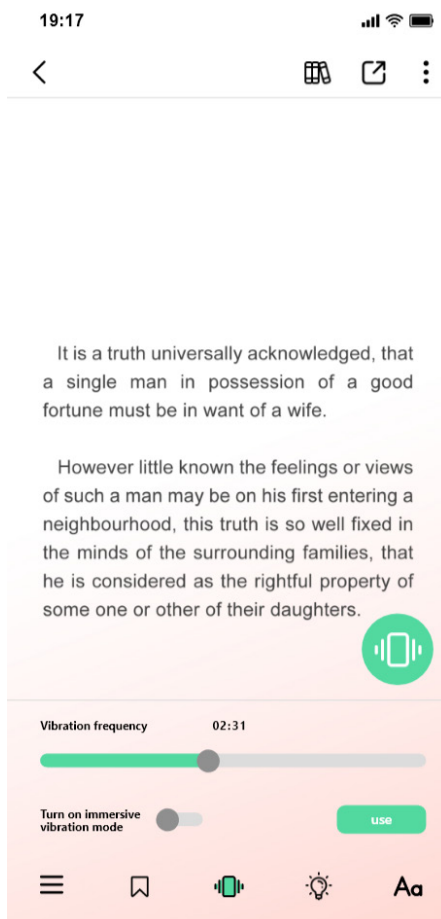 19:17
It is a truth universally acknowledged, that
a single man in possession of a good
fortune must be in want of a wife.
However little known the feelings or views
of such a man may be on his first entering a
neighbourhood, this truth is so well fixed in
the minds of the surrounding families, that
he is considered as the rightful property of
some one or other of their daughters.
Vibration frequency 02:31
Turn on immersive
vibration mode
use
Aa